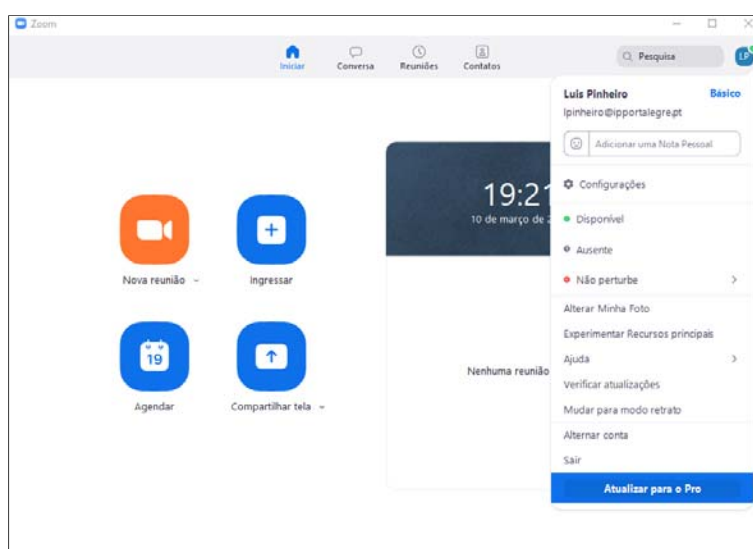 Zoom
Iniciar
Conversa
Reuniões
Contatos
Pesquisa
LP
Luis Pinheiro
Básico
lpinheiro@ipportalegre.pt
Adicionar uma Nota Pessoal
Configurações
Disponível
Ausente
Não perturbe
Alterar Minha Foto
Experimentar Recursos principais
Ajuda
Verificar atualizações
Mudar para modo retrato
Alternar conta
Sair
Atualizar para o Pro
19:21
10 de março de 2
Nova reunião
Ingressar
19
Agendar
Compartilhar tela
Nenhuma reunião